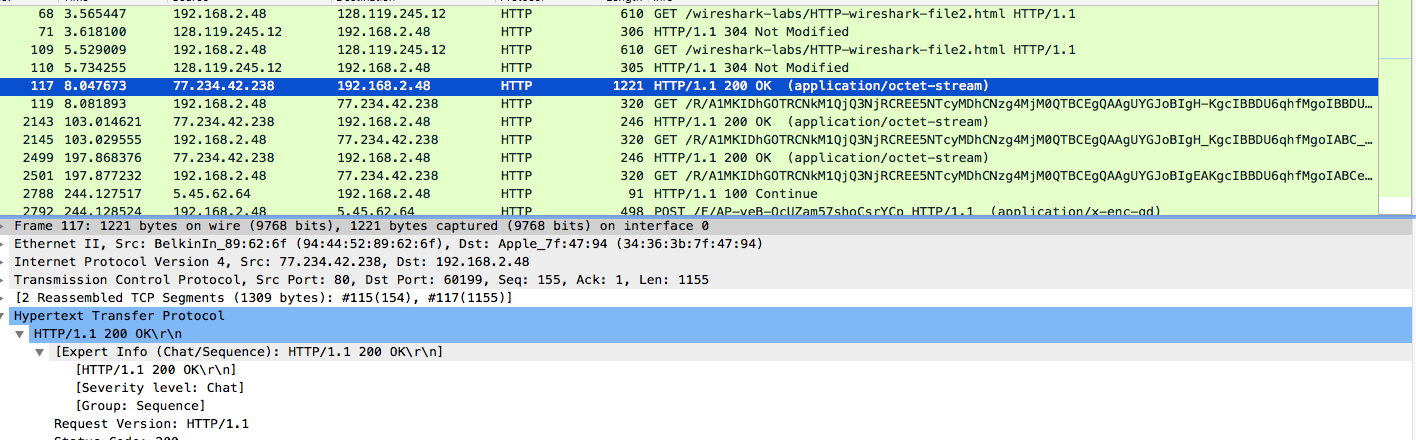 68 3.565447 192.168.2.48 128.119.245.12 HTTP 610 GET /wireshark-labs/HTTP-wireshark-file2.html HTTP/1.1
71 3.618100 128.119.245.12 192.168.2.48 HTTP 306 HTTP/1.1 304 Not Modified
109 5.529009 192.168.2.48 128.119.245.12 HTTP 610 GET /wireshark-labs/HTTP-wireshark-file2.html HTTP/1.1
110 5.734255 128.119.245.12 192.168.2.48 HTTP 305 HTTP/1.1 304 Not Modified
117 8.047673 77.234.42.238 192.168.2.48 HTTP 1221 HTTP/1.1 200 OK (application/octet-stream)
119 8.081893 192.168.2.48 77.234.42.238 HTTP 320 GET /R/A1MKIDhGOTRCNkM1QjQ3NjRCREE5NTcyMDhCNzg4MjM0QTBCEgQAAgUYGJoBIgH-KgcIBBDU6qhfMgoIBBDU…
2143 103.014621 77.234.42.238 192.168.2.48 HTTP 246 HTTP/1.1 200 OK (application/octet-stream)
2145 103.029555 192.168.2.48 77.234.42.238 HTTP 320 GET /R/A1MKIDhGOTRCNkM1QjQ3NjRCREE5NTcyMDhCNzg4MjM0QTBCEgQAAgUYGJoBIgH_KgcIBBDU6qhfMgoIABC_…
2499 197.868376 77.234.42.238 192.168.2.48 HTTP 246 HTTP/1.1 200 OK (application/octet-stream)
2501 197.877232 192.168.2.48 77.234.42.238 HTTP 320 GET /R/A1MKIDhGOTRCNkM1QjQ3NjRCREE5NTcyMDhCNzg4MjM0QTBCEgQAAgUYGJoBIgEAKgcIBBDU6qhfMgoIABCe…
2788 244.127517 5.45.62.64 192.168.2.48 HTTP 91 HTTP/1.1 100 Continue
2792 244.128524 192.168.2.48 5.45.62.64 HTTP 498 POST HTTP/1.1 (application/x-enc-gd)
Frame 117: 1221 bytes on wire (9768 bits), 1221 bytes captured (9768 bits) on interface 0
Ethernet II, Src: BelkinIn_89:62:6f (94:44:52:89:62:6f), Dst: Apple_7f:47:94 (34:36:3b:7f:47:94)
Internet Protocol Version 4, Src: 77.234.42.238, Dst: 192.168.2.48
Transmission Control Protocol, Src Port: 80, Dst Port: 60199, Seq: 155, Ack: 1, Len: 1155
[2 Reassembled TCP Segments (1309 bytes): #115(154), #117(1155)]
Hypertext Transfer Protocol
HTTP/1.1 200 OK\r\n
[Expert Info (Chat/Sequence): HTTP/1.1 200 OK\r\n]
[HTTP/1.1 200 OK\r\n]
[Severity level: Chat]
[Group: Sequence]
Request Version: HTTP/1.1